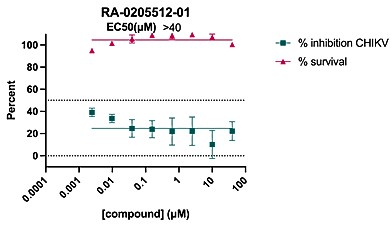 RA-0205512-01
EC50(µM) >40
% inhibition CHIKV
% survival
Percent
100
80
60
40
20
0
0.0001
0.001
0.01
0.1
1
10
100
[compound] (µM)